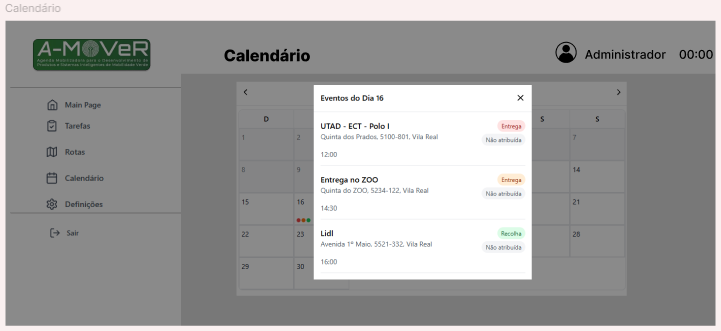 Calendário
A-MOVeR
Agenda Mobilizadora para o Desenvolvimento de
Produtos e Sistemas Inteligentes de Mobilidade Verde
Calendário
Administrador 00:00
Main Page
Tarefas
Rotas
Calendário
Definições
Sair
D S S
1 2 7
8 9 14
15 16 21
22 23 28
29 30
Eventos do Dia 16
UTAD - ECT - Polo I Entrega
Quinta dos Prados, 5100-801, Vila Real Não atribuída
12:00
Entrega no ZOO Entrega
Quinta do ZOO, 5234-122, Vila Real Não atribuída
14:30
Lidl Recolha
Avenida 1º Maio, 5521-332, Vila Real Não atribuída
16:00